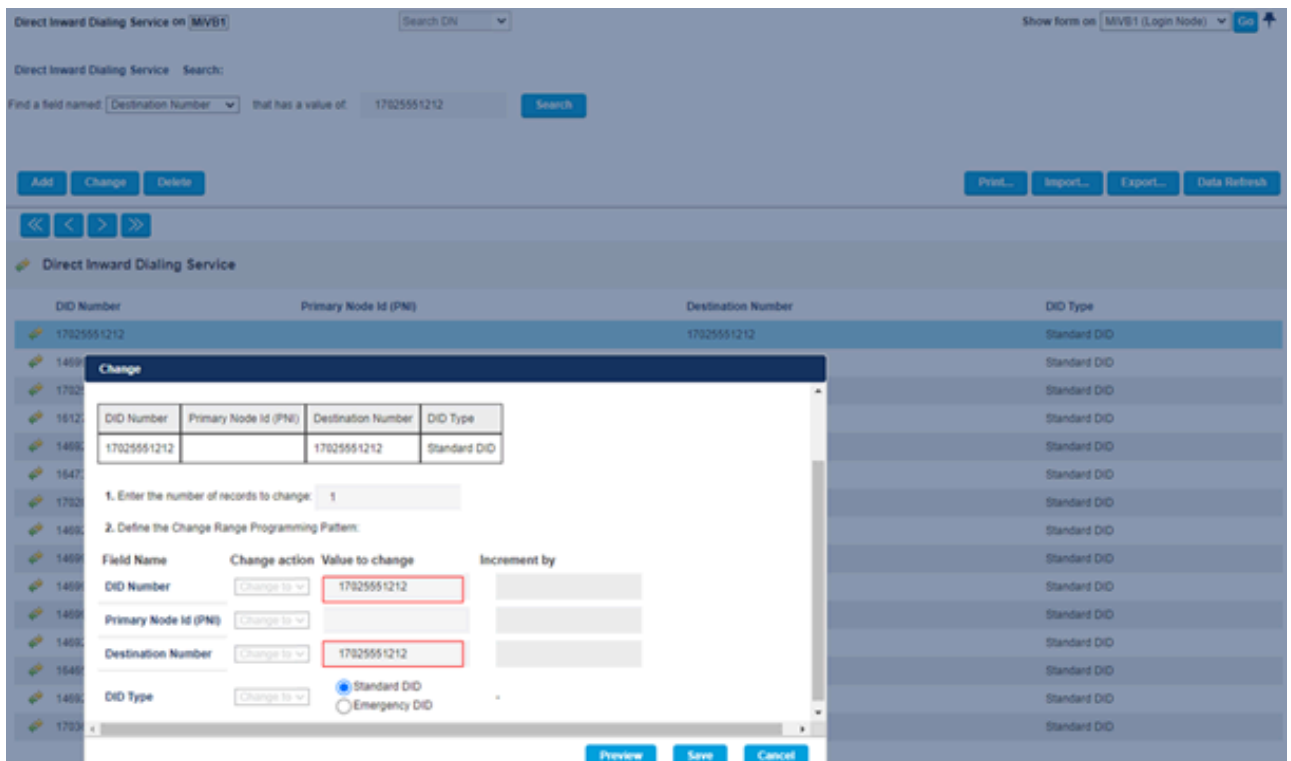 Direct Inward Dialing Service on MiVB1 Search DN Show form on MiVB1 (Login Node) Go
Direct Inward Dialing Service Search:
Find a field named: Destination Number that has a value of: 17025551212 Search
Add Change Delete Print... Import... Export... Data Refresh
Direct Inward Dialing Service
DID Number Primary Node Id (PNI) Destination Number DID Type
17025551212 17025551212 Standard DID
Standard DID
Change
Standard DID
DID Number Primary Node Id (PNI) Destination Number DID Type
Standard DID
17025551212 17025551212 Standard DID
Standard DID
Standard DID
1. Enter the number of records to change: 1
Standard DID
2. Define the Change Range Programming Pattern:
Standard DID
Field Name Change action Value to change Increment by
Standard DID
DID Number Change to 17025551212
Standard DID
Primary Node Id (PNI) Change to
Standard DID
Destination Number Change to 17025551212
Standard DID
Standard DID
Standard DID
DID Type Change to - Standard DID
Emergency DID
Standard DID
Preview Save Cancel